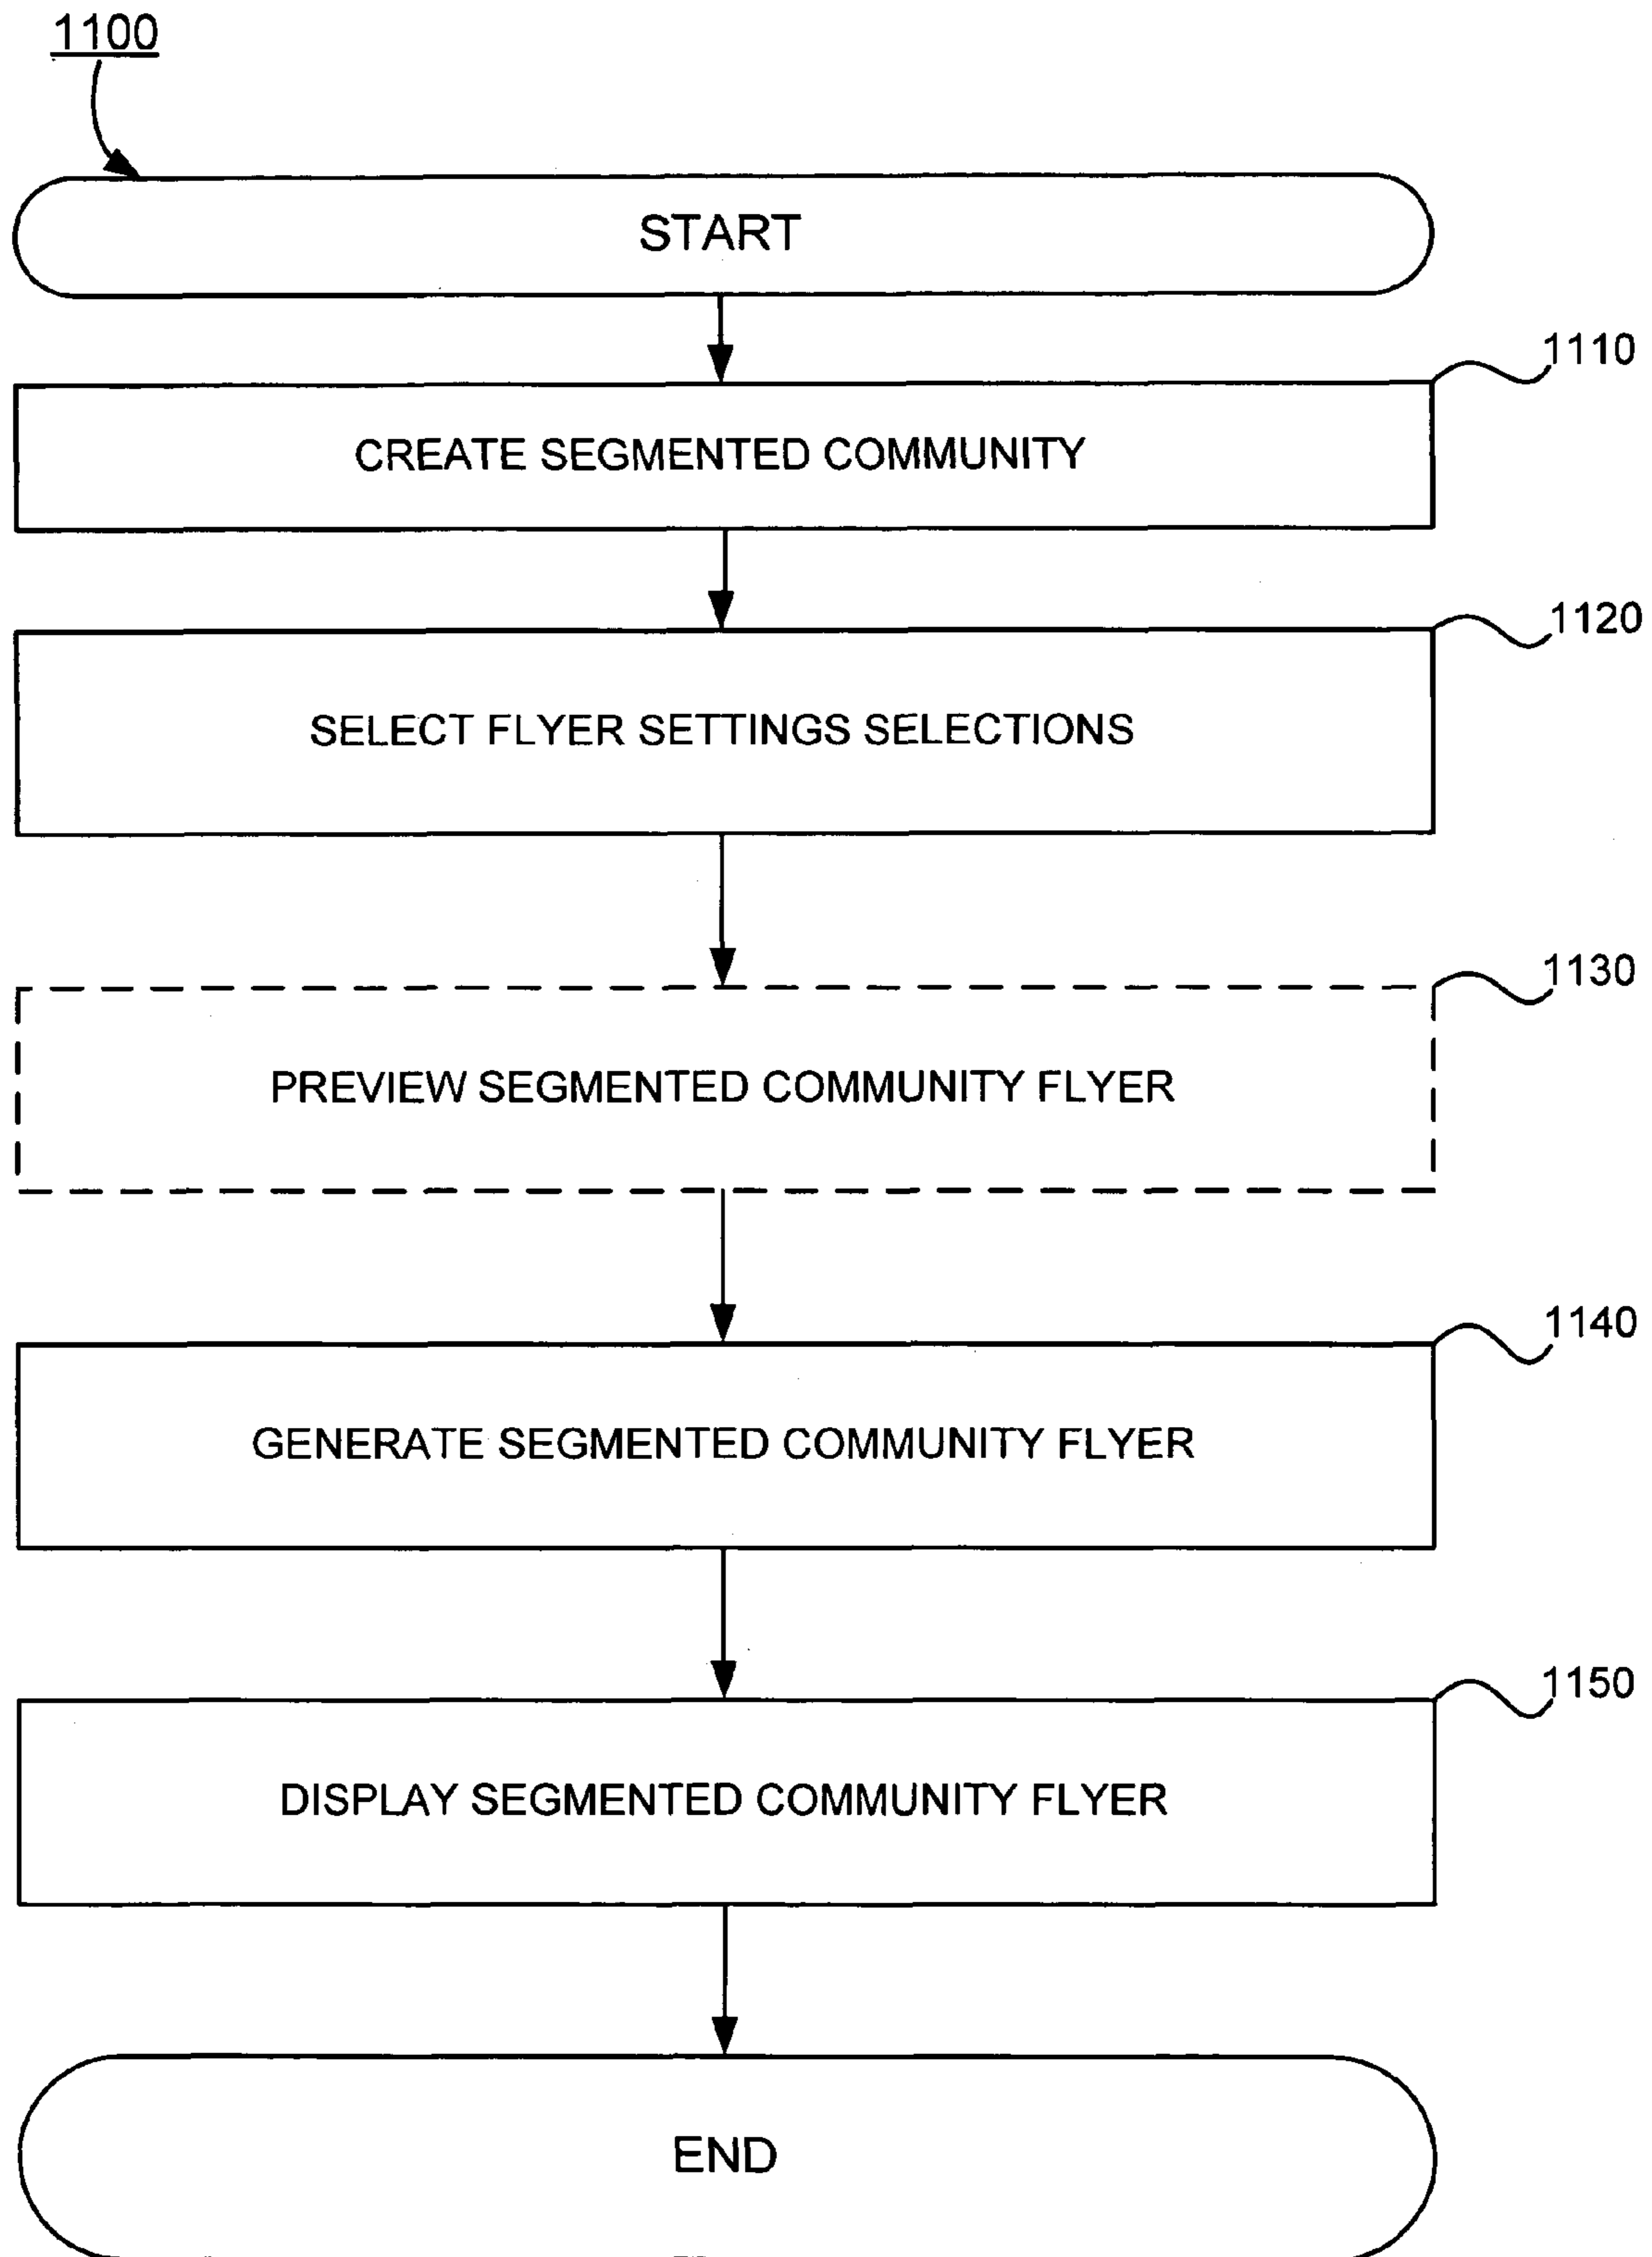 1100
START
1110
CREATE SEGMENTED COMMUNITY
1120
SELECT FLYER SETTINGS SELECTIONS
1130
PREVIEW SEGMENTED COMMUNITY FLYER
1140
GENERATE SEGMENTED COMMUNITY FLYER
1150
DISPLAY SEGMENTED COMMUNITY FLYER
END